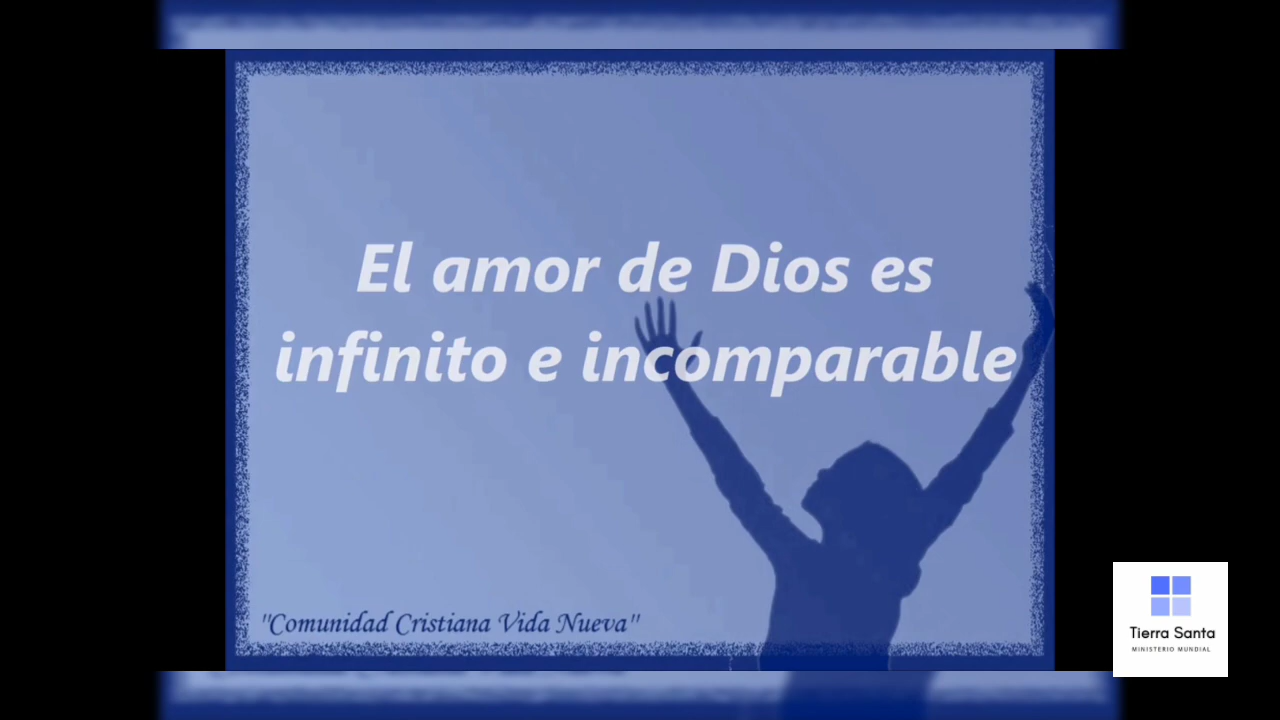 El amor de Dios es
infinito e incomparable
"Comunidad Cristiana Vida Nueva"
Tierra Santa
MINISTERIO MUNDIAL